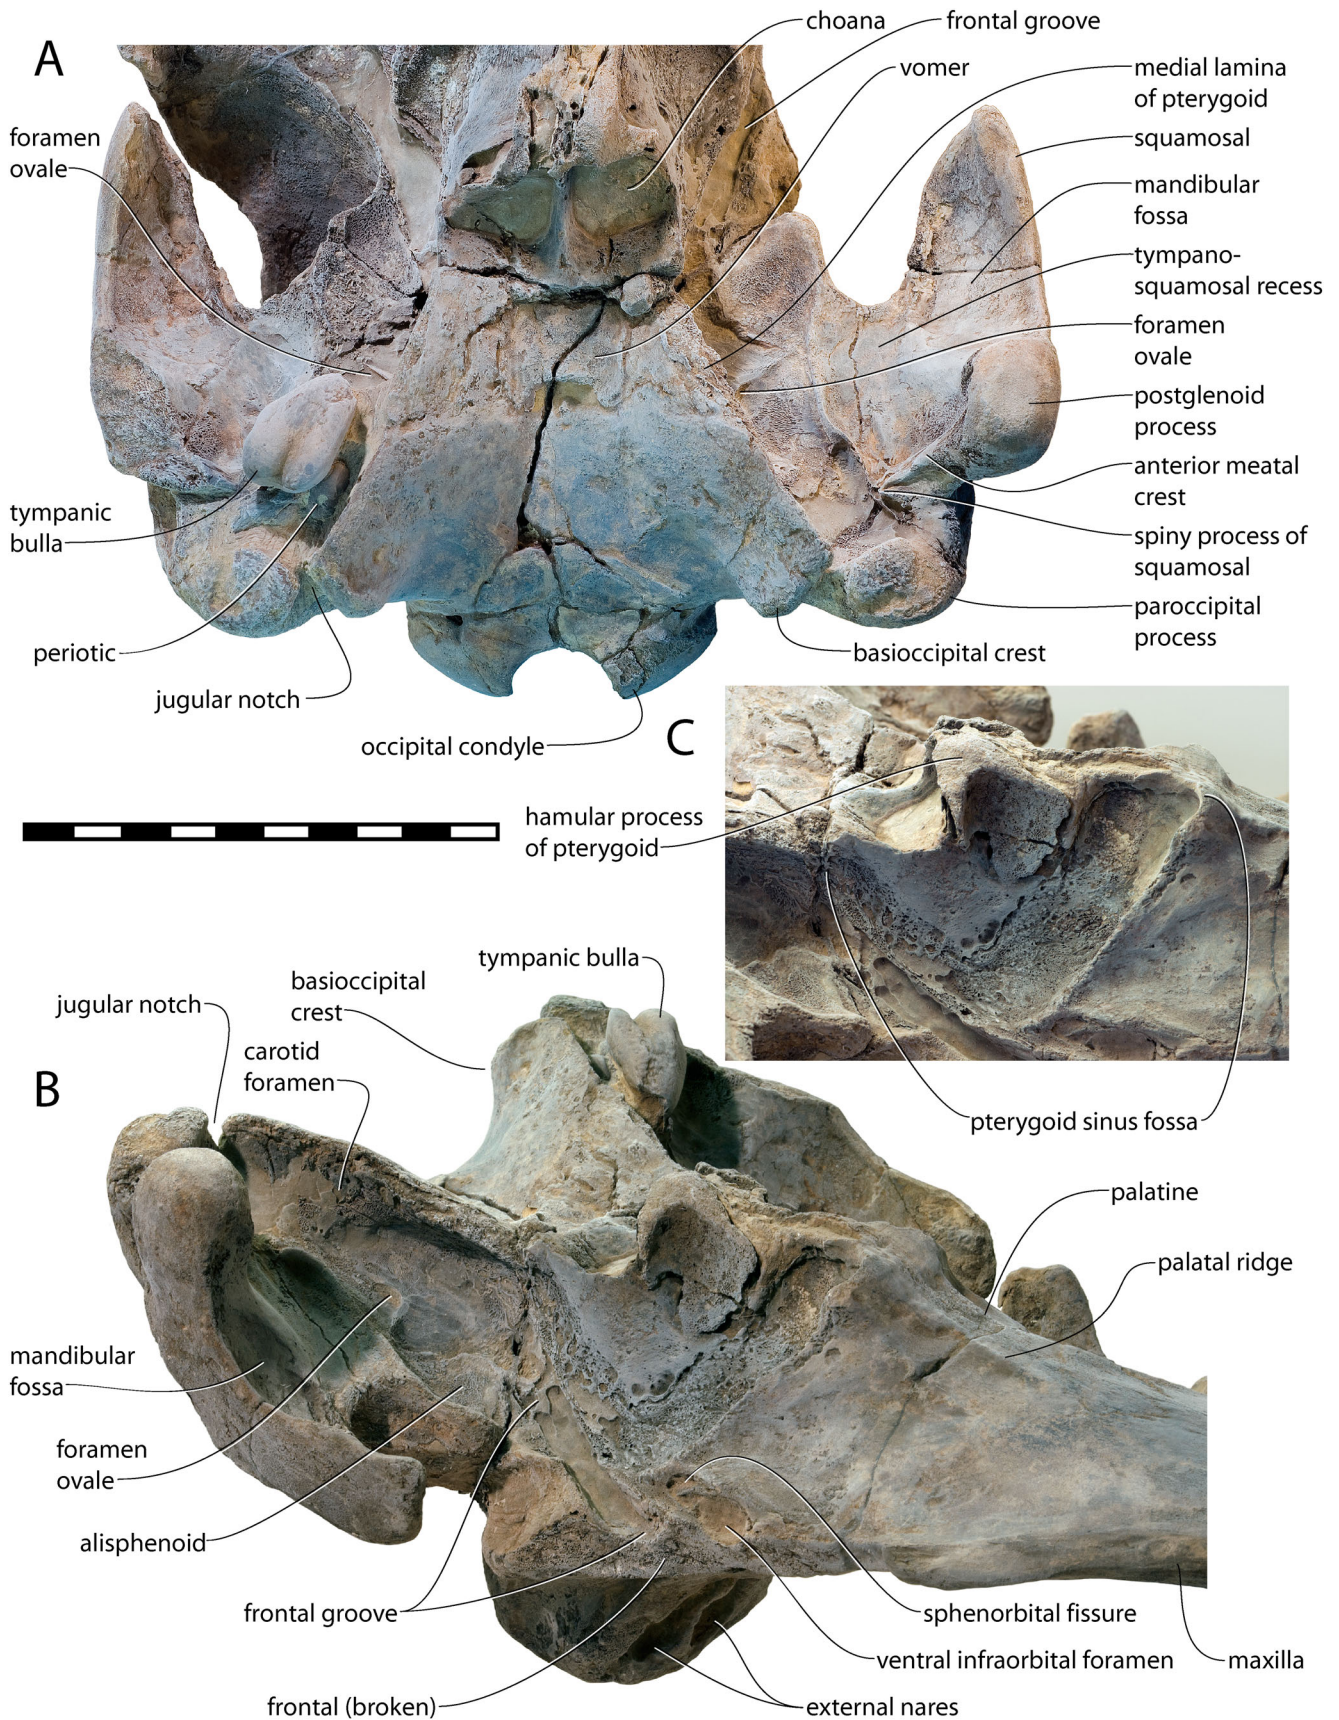 A
choana
frontal groove
vomer
medial lamina
of pterygoid
squamosal
mandibular
fossa
tympano-
squamosal recess
foramen
ovale
postglenoid
process
anterior meatal
crest
spiny process of
squamosal
paroccipital
process
basioccipital crest
foramen
ovale
tympanic
bulla
periotic
jugular notch
occipital condyle
C
hamular process
of pterygoid
pterygoid sinus fossa
B
tympanic bulla
basioccipital
crest
jugular notch
carotid
foramen
palatine
palatal ridge
mandibular
fossa
foramen
ovale
alisphenoid
frontal groove
frontal (broken)
sphenorbital fissure
ventral infraorbital foramen
maxilla
external nares